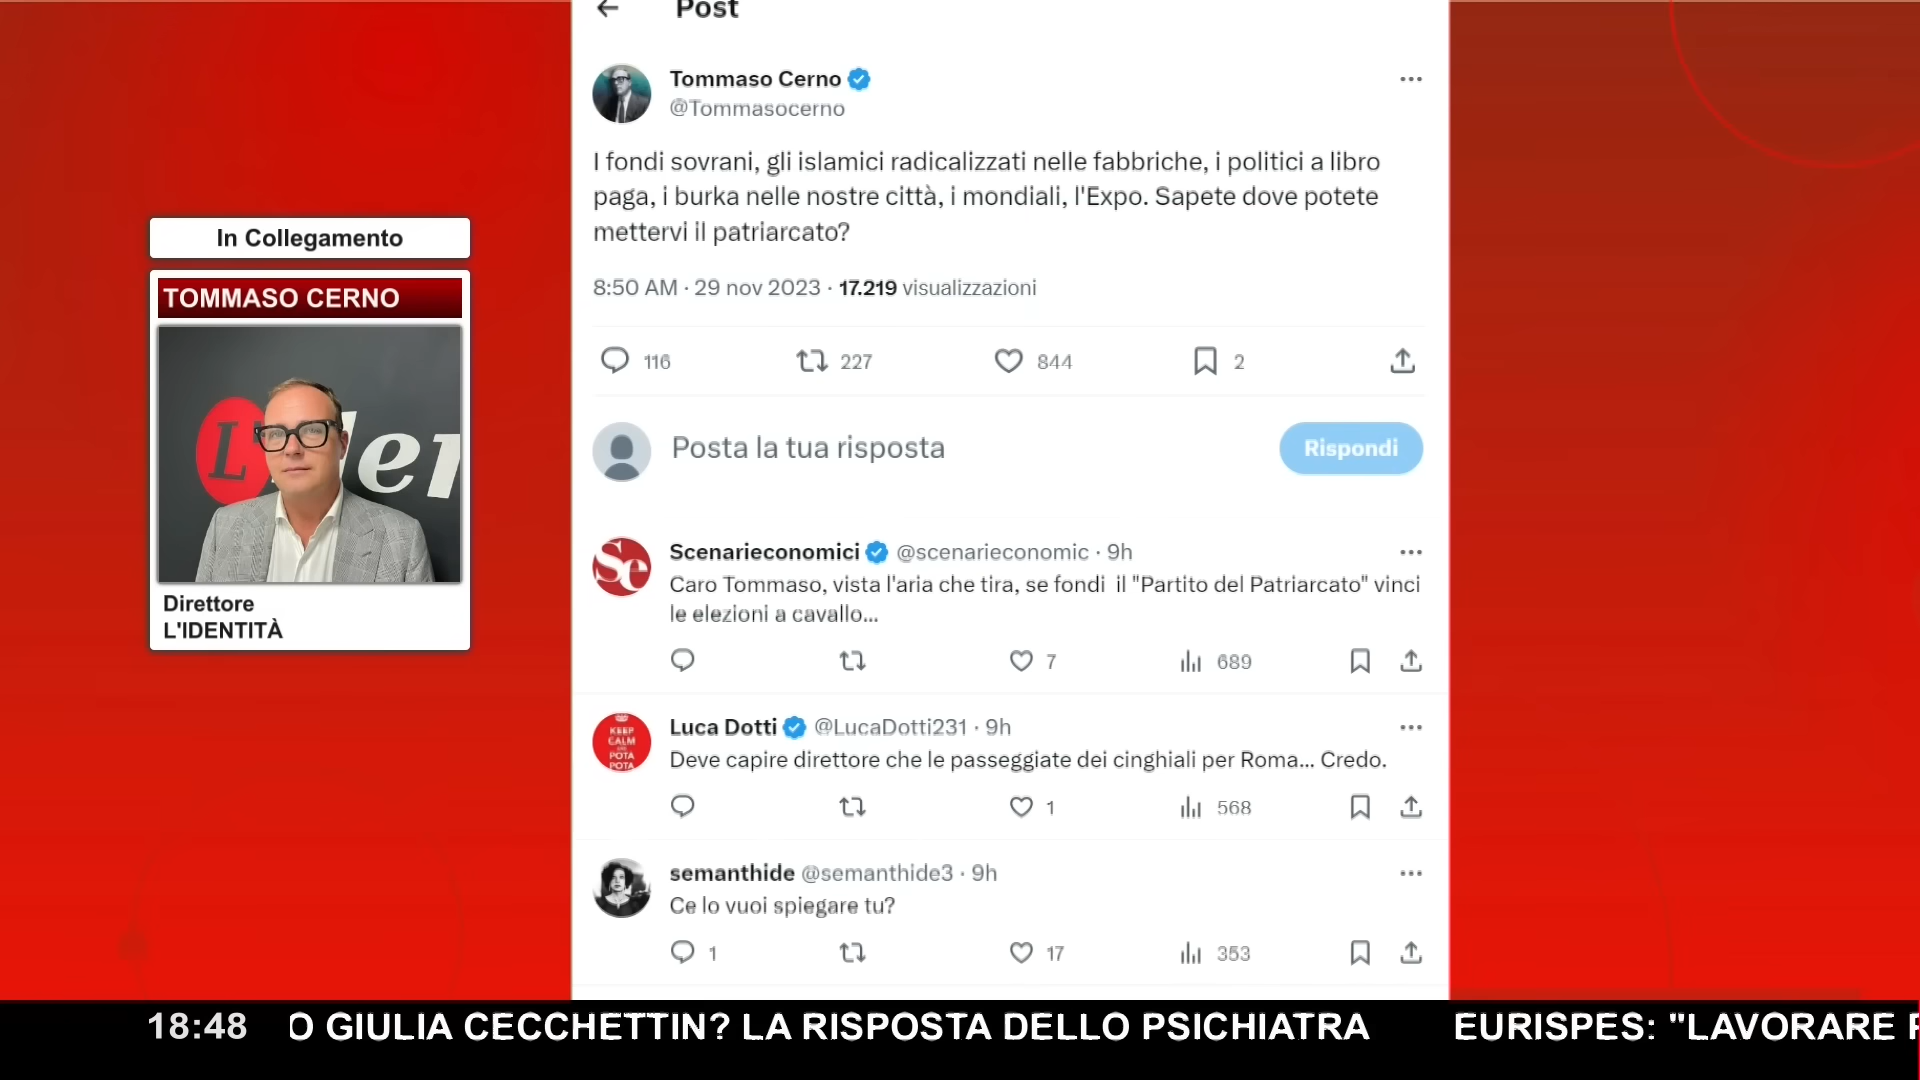 Post
Tommaso Cerno
@Tommasocerno
I fondi sovrani, gli islamici radicalizzati nelle fabbriche, i politici a libro
paga, i burka nelle nostre città, i mondiali, l'Expo. Sapete dove potete
mettervi il patriarcato?
8:50 AM · 29 nov 2023 · 17.219 visualizzazioni
116 227 844 2
Posta la tua risposta
Rispondi
Scenarieconomici @scenarieconomic · 9h
Caro Tommaso, vista l'aria che tira, se fondi il "Partito del Patriarcato" vinci
le elezioni a cavallo...
7 689
Luca Dotti @LucaDotti231 · 9h
Deve capire direttore che le passeggiate dei cinghiali per Roma... Credo.
1 568
semanthide @semanthide3 · 9h
Ce lo vuoi spiegare tu?
1 17 353
Se
KEEP
CALM
POTA
POTA
In Collegamento
TOMMASO CERNO
L'
der
Direttore
L'IDENTITÀ
18:48 O GIULIA CECCHETTIN? LA RISPOSTA DELLO PSICHIATRA EURISPES: "LAVORARE